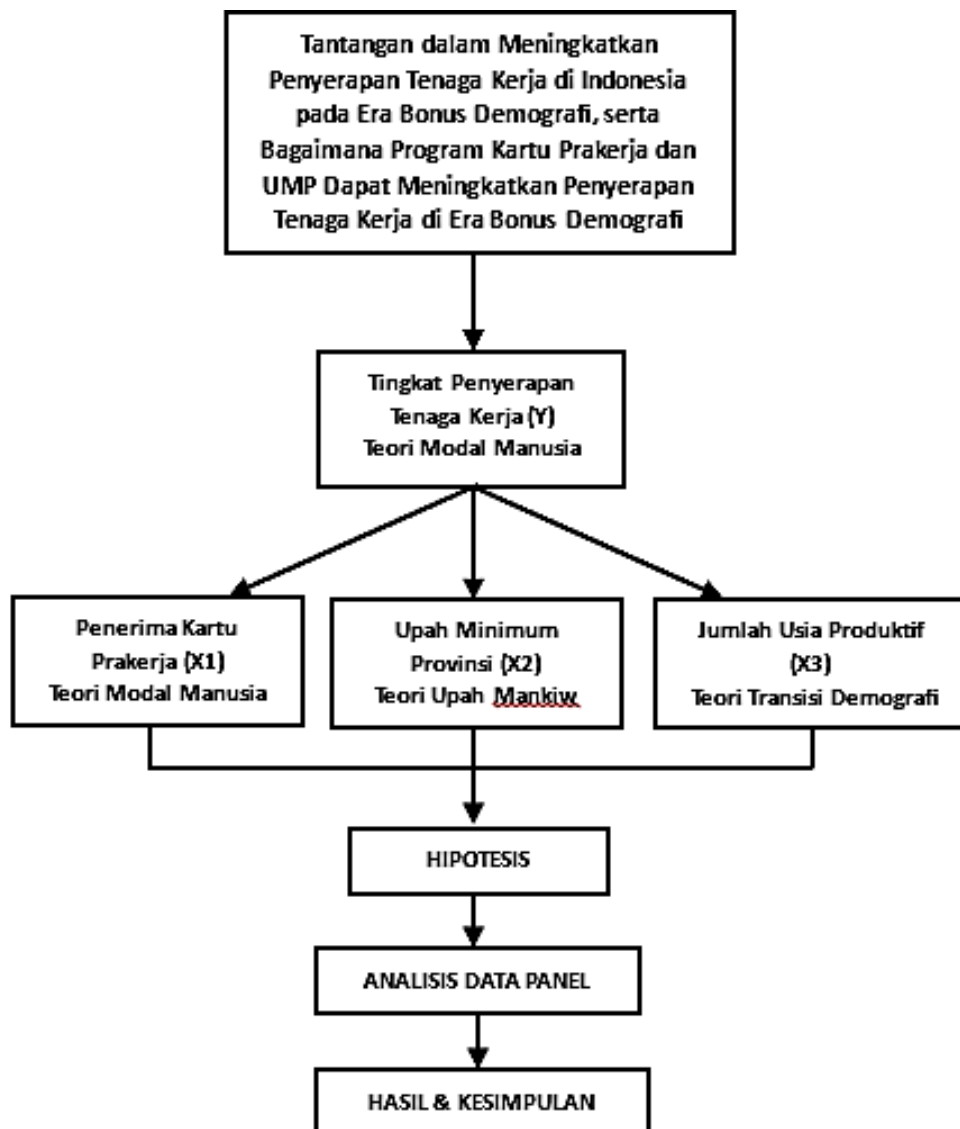 Tantangan dalam Meningkatkan
Penyerapan Tenaga Kerja di Indonesia
pada Era Bonus Demografi, serta
Bagaimana Program Kartu Prakerja dan
UMP Dapat Meningkatkan Penyerapan
Tenaga Kerja di Era Bonus Demografi
Tingkat Penyerapan
Tenaga Kerja (Y)
Teori Modal Manusia
Penerima Kartu
Prakerja (X1)
Teori Modal Manusia
Upah Minimum
Provinsi (X2)
Teori Upah Mankiw
Jumlah Usia Produktif
(X3)
Teori Transisi Demografi
HIPOTESIS
ANALISIS DATA PANEL
HASIL & KESIMPULAN